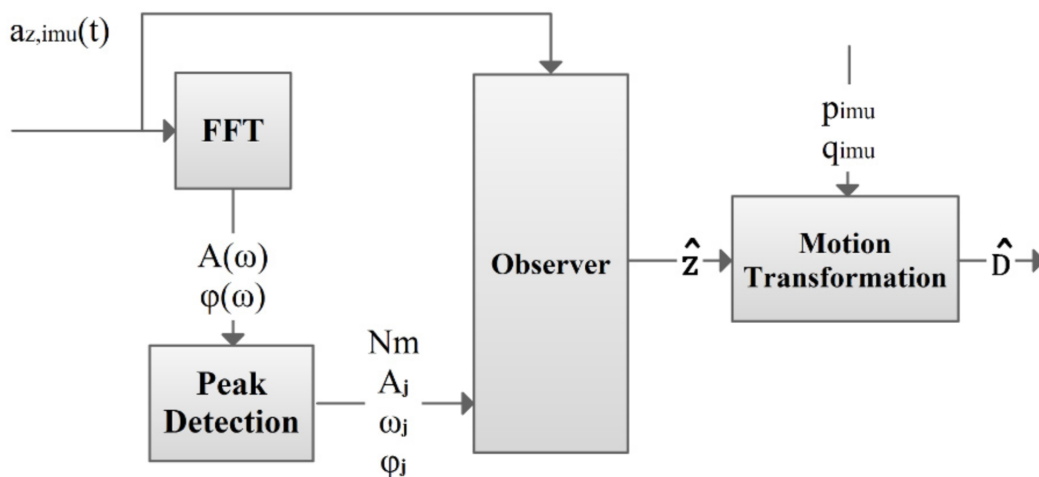 az,imu(t)
FFT
A(ω)
φ(ω)
Peak
Detection
Nm
Aj
ωj
φj
Observer
ẑ
pimu
qimu
Motion
Transformation
D̂